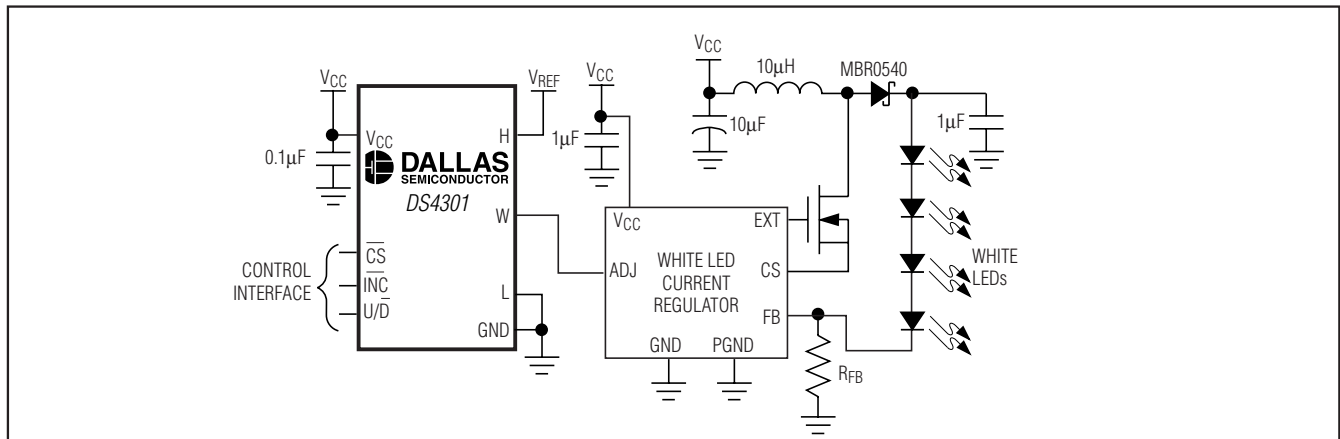 VCC
VREF
VCC
VCC
10µH
MBR0540
VCC
H
0.1µF
1µF
10µF
1µF
DALLAS
SEMICONDUCTOR
DS4301
W
VCC
EXT
CONTROL
INTERFACE
CS
INC
U/D
ADJ
WHITE LED
CURRENT
REGULATOR
CS
WHITE
LEDs
L
FB
GND
GND
PGND
RFB